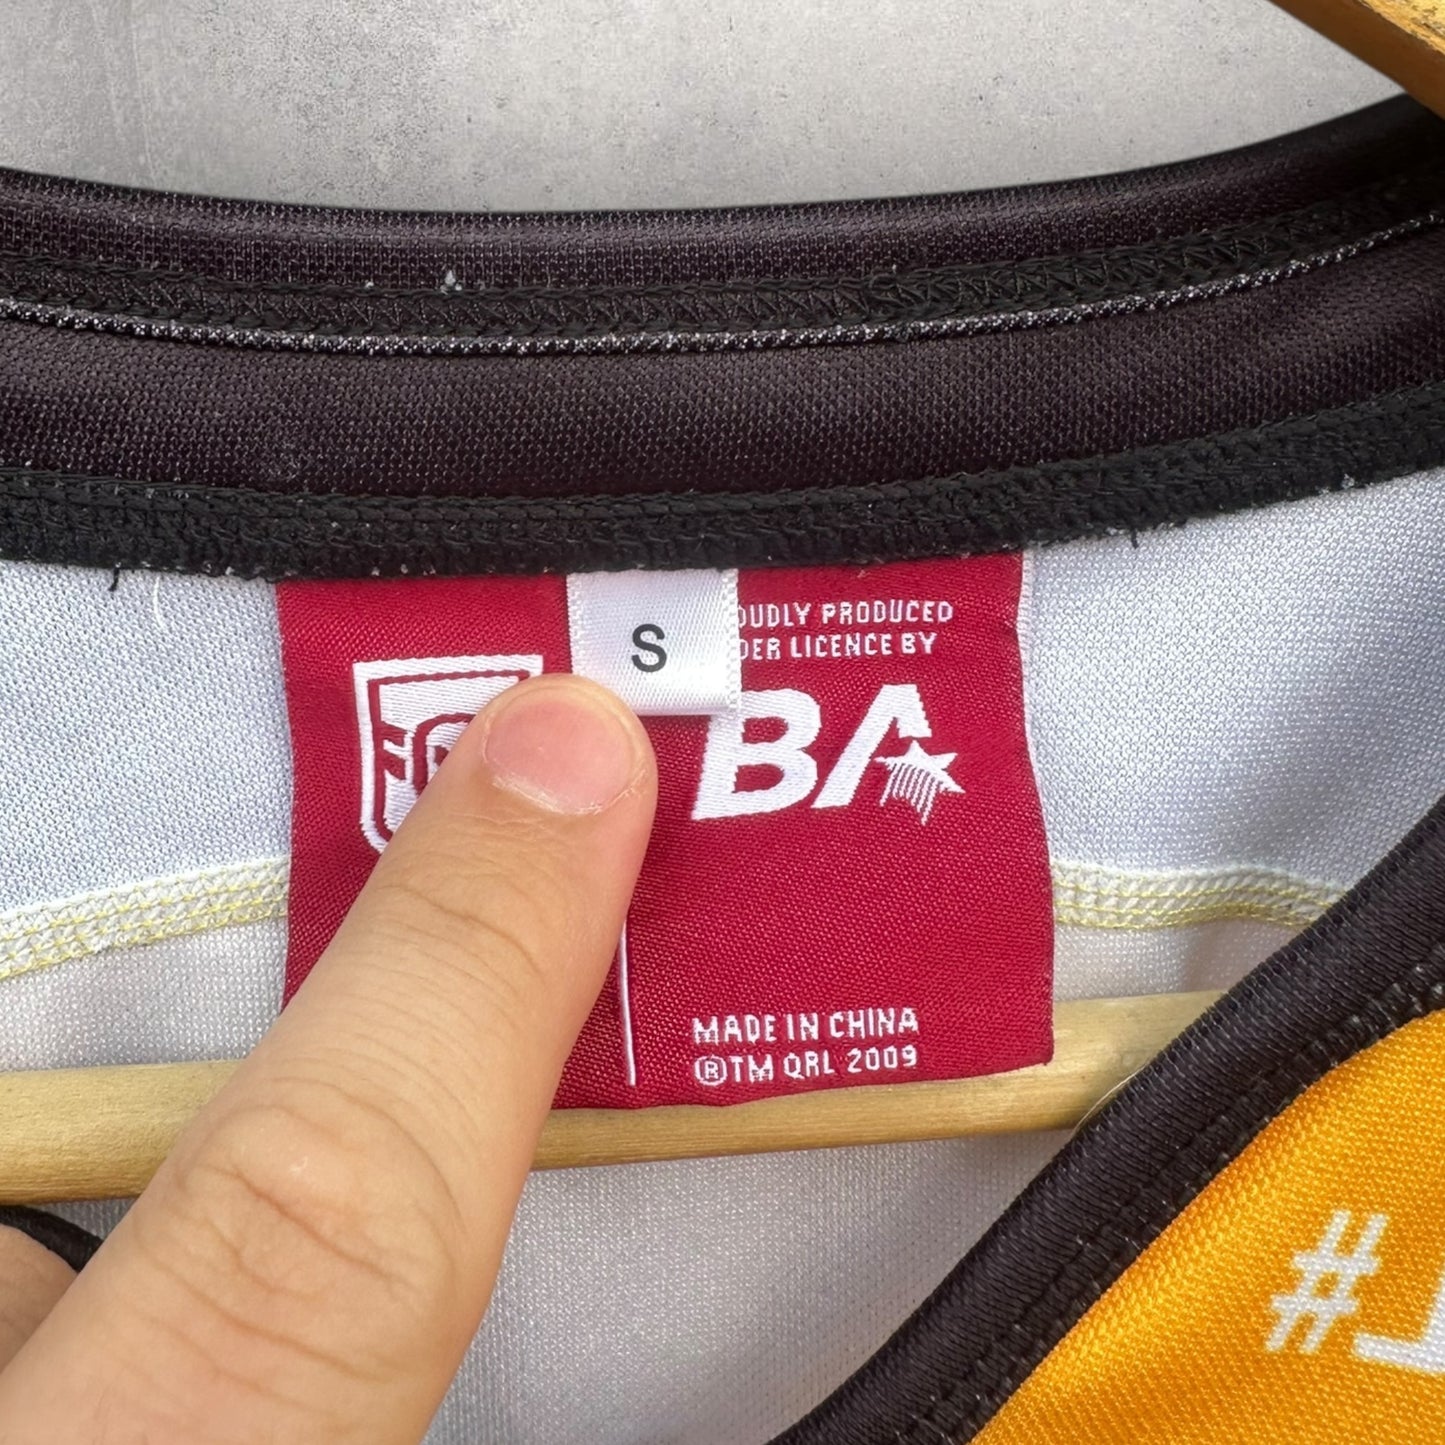 S
OUDLY PRODUCED
DER LICENCE BY
BA
MADE IN CHINA
®TM QRL 2009
#